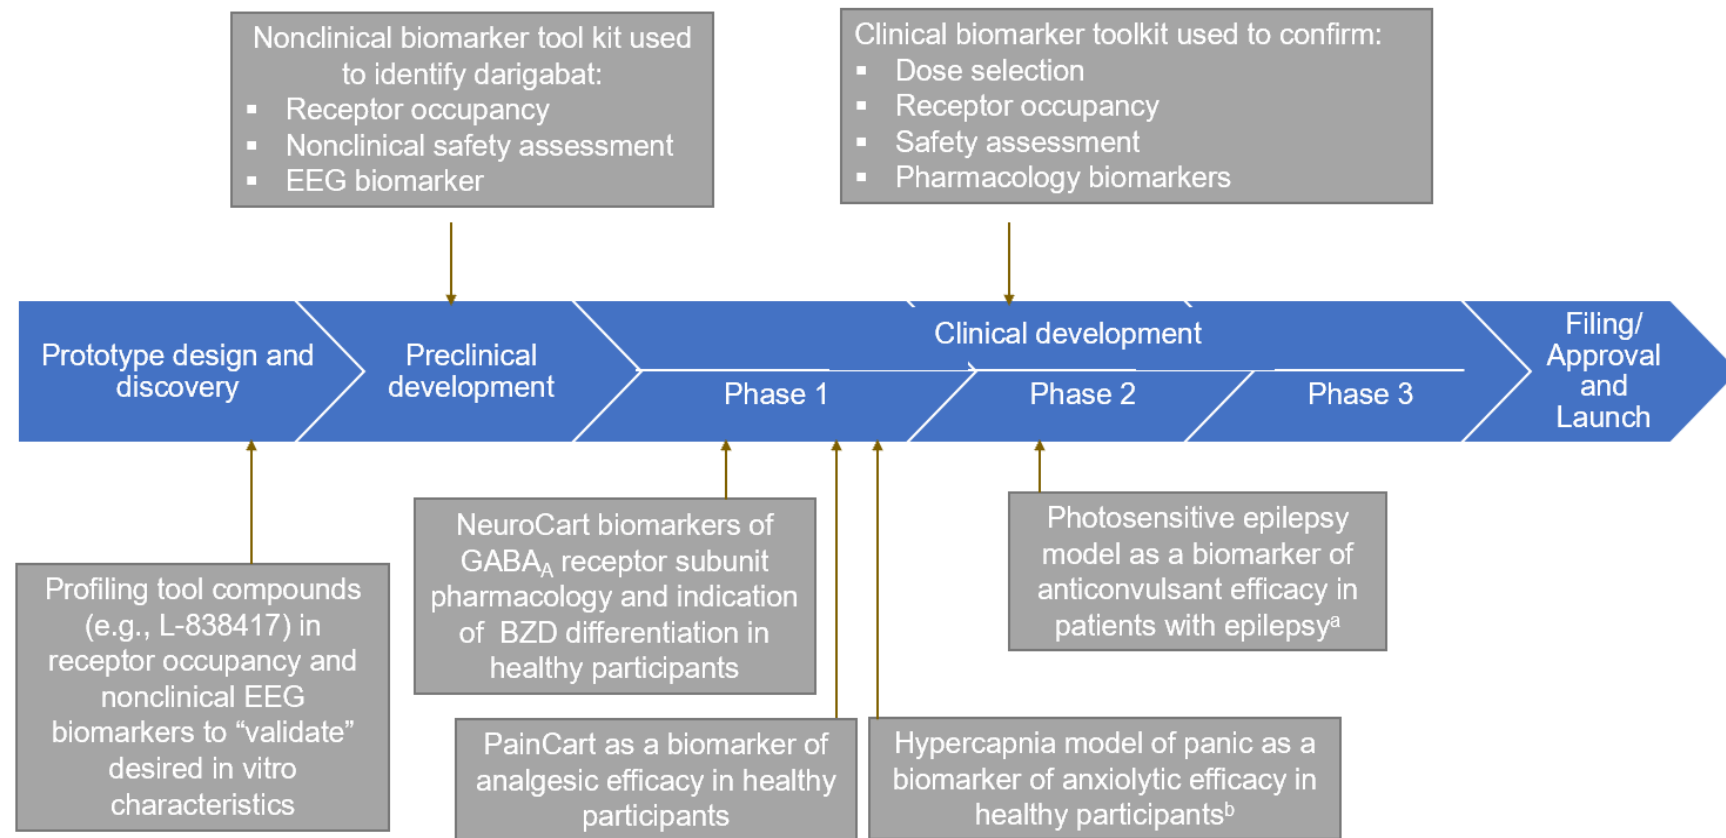 Nonclinical biomarker tool kit used
to identify darigabat:
▪ Receptor occupancy
▪ Nonclinical safety assessment
▪ EEG biomarker
Clinical biomarker toolkit used to confirm:
▪ Dose selection
▪ Receptor occupancy
▪ Safety assessment
▪ Pharmacology biomarkers
Prototype design and
discovery
Preclinical
development
Clinical development
Phase 1
Phase 2
Phase 3
Filing/
Approval
and
Launch
Profiling tool compounds
(e.g., L-838417) in
receptor occupancy and
nonclinical EEG
biomarkers to “validate”
desired in vitro
characteristics
NeuroCart biomarkers of
GABAA receptor subunit
pharmacology and indication
of BZD differentiation in
healthy participants
PainCart as a biomarker of
analgesic efficacy in healthy
participants
Hypercapnia model of panic as a
biomarker of anxiolytic efficacy in
healthy participantsb
Photosensitive epilepsy
model as a biomarker of
anticonvulsant efficacy in
patients with epilepsya